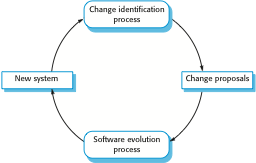 Change identification
process
New system
Change proposals
Software evolution
process